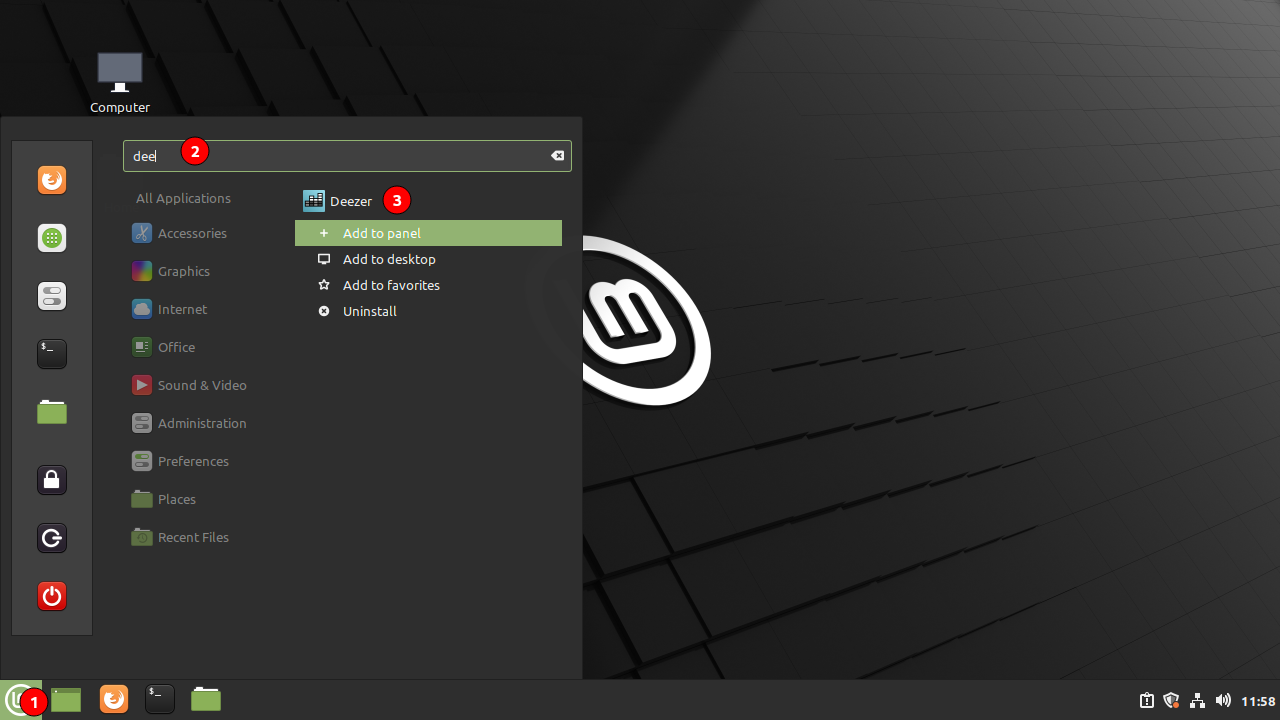 Computer
dee
2
All Applications
Accessories
Graphics
Internet
Office
Sound & Video
Administration
Preferences
Places
Recent Files
Deezer
3
+ Add to panel
Add to desktop
Add to favorites
Uninstall
$_
1
$_
11:58